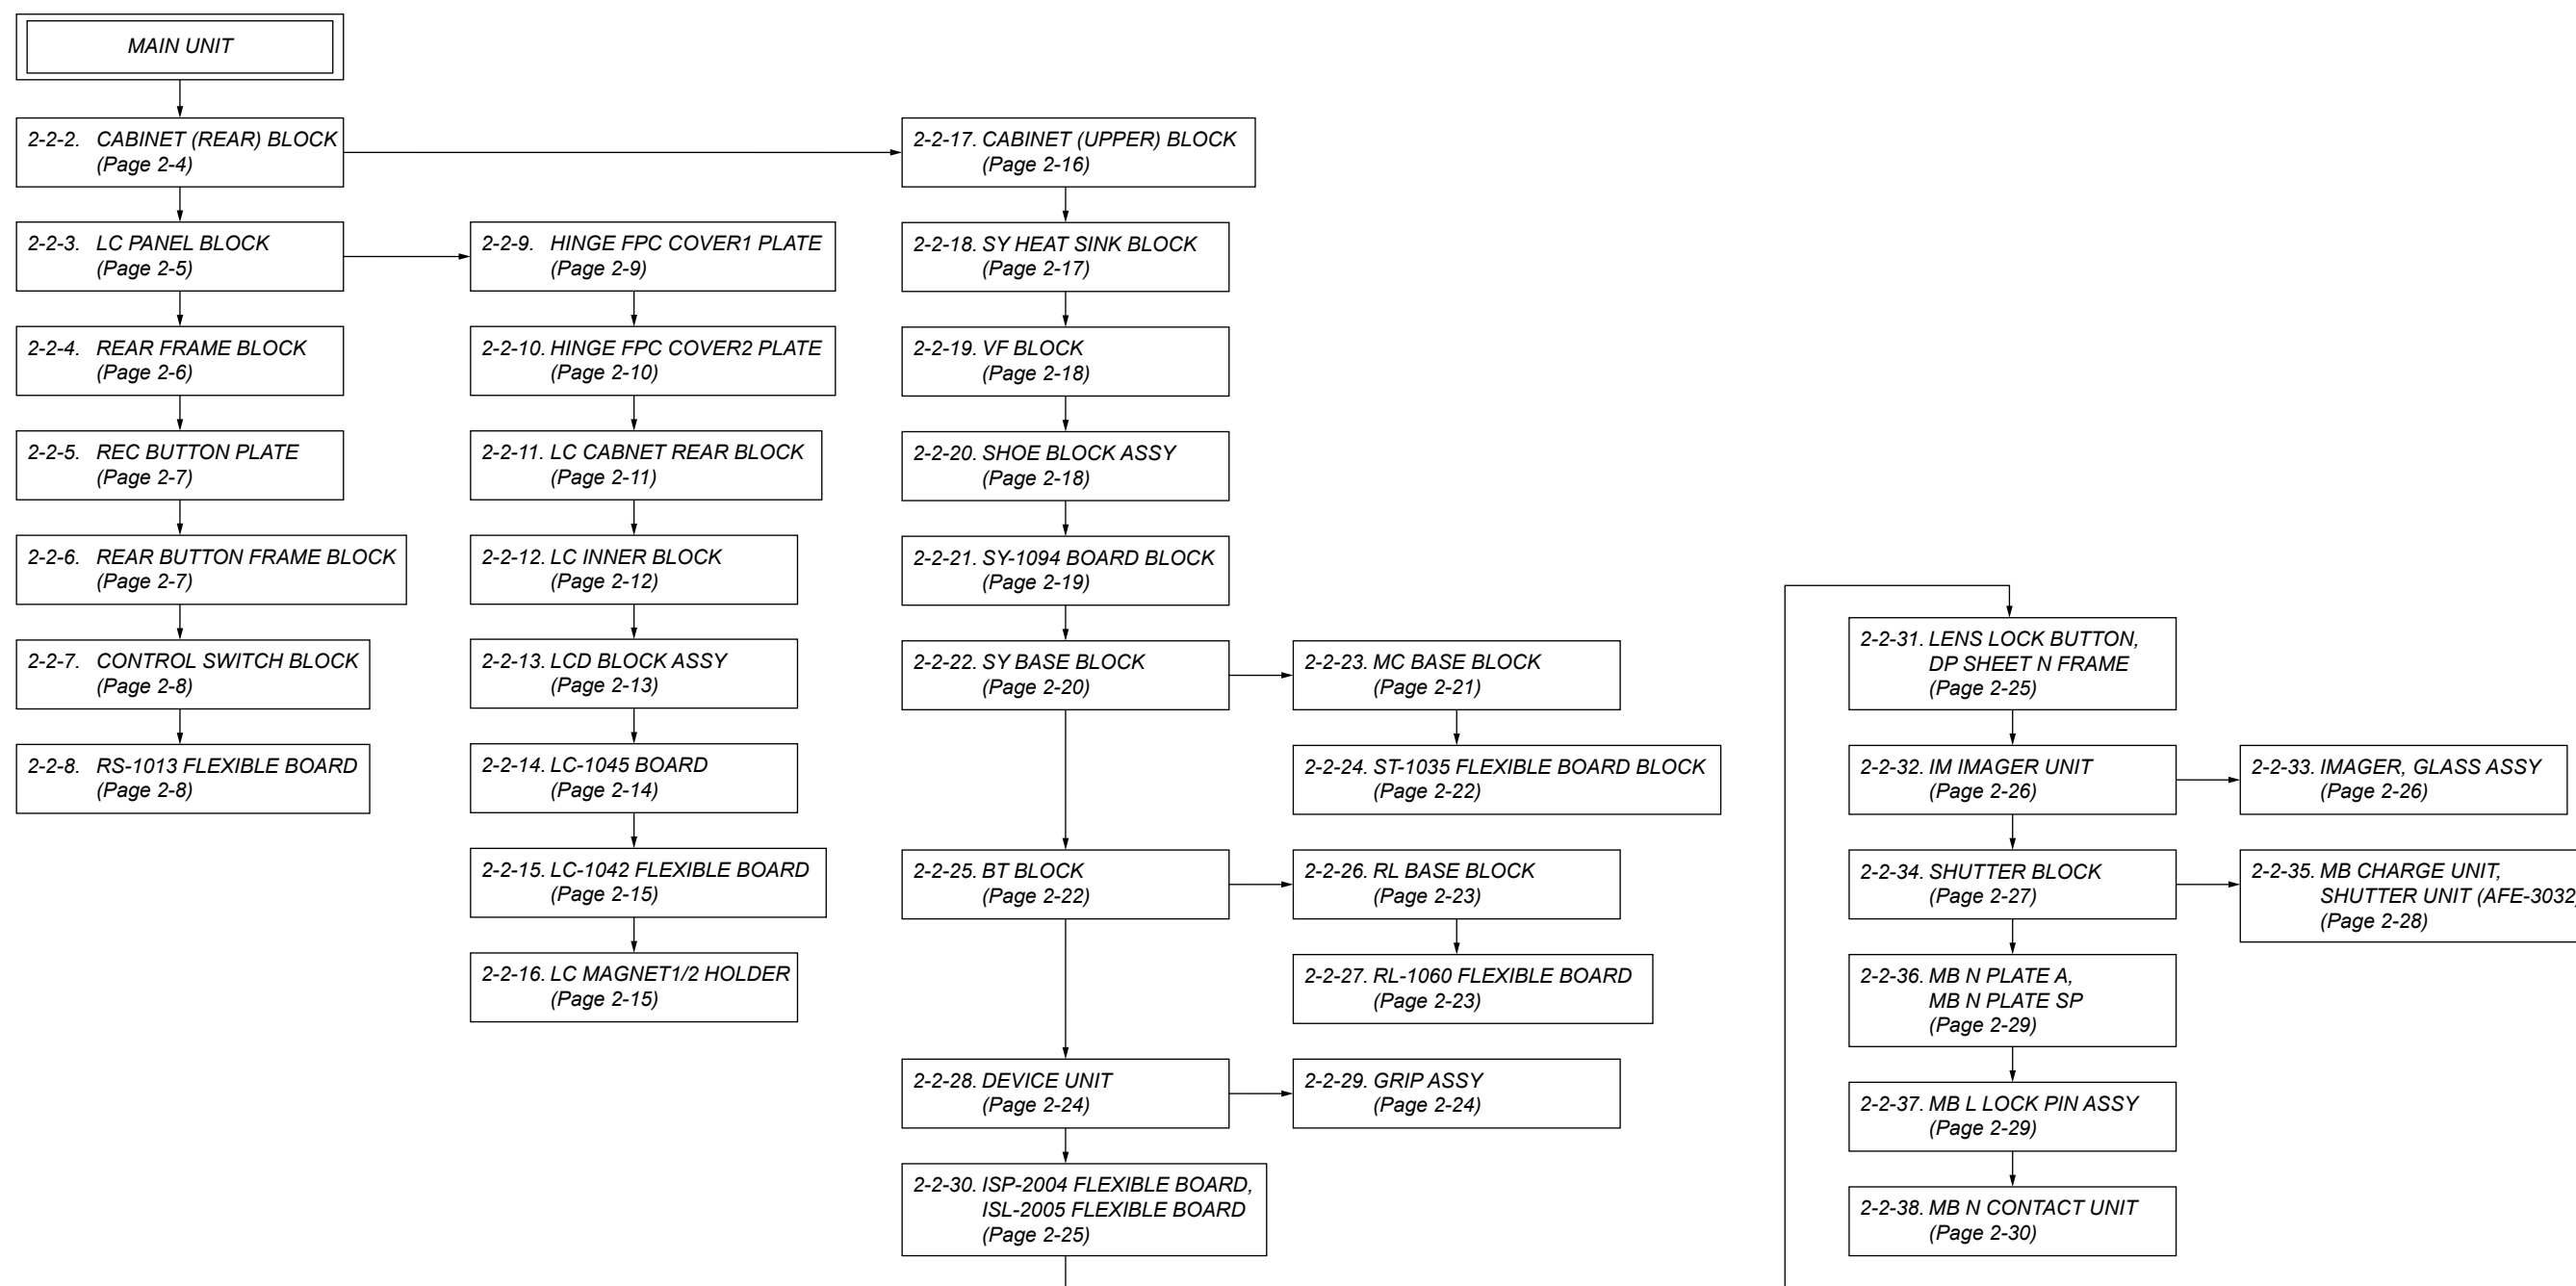 MAIN UNIT
2-2-2. CABINET (REAR) BLOCK
(Page 2-4)
2-2-3. LC PANEL BLOCK
(Page 2-5)
2-2-4. REAR FRAME BLOCK
(Page 2-6)
2-2-5. REC BUTTON PLATE
(Page 2-7)
2-2-6. REAR BUTTON FRAME BLOCK
(Page 2-7)
2-2-7. CONTROL SWITCH BLOCK
(Page 2-8)
2-2-8. RS-1013 FLEXIBLE BOARD
(Page 2-8)
2-2-9. HINGE FPC COVER1 PLATE
(Page 2-9)
2-2-10. HINGE FPC COVER2 PLATE
(Page 2-10)
2-2-11. LC CABNET REAR BLOCK
(Page 2-11)
2-2-12. LC INNER BLOCK
(Page 2-12)
2-2-13. LCD BLOCK ASSY
(Page 2-13)
2-2-14. LC-1045 BOARD
(Page 2-14)
2-2-15. LC-1042 FLEXIBLE BOARD
(Page 2-15)
2-2-16. LC MAGNET1/2 HOLDER
(Page 2-15)
2-2-17. CABINET (UPPER) BLOCK
(Page 2-16)
2-2-18. SY HEAT SINK BLOCK
(Page 2-17)
2-2-19. VF BLOCK
(Page 2-18)
2-2-20. SHOE BLOCK ASSY
(Page 2-18)
2-2-21. SY-1094 BOARD BLOCK
(Page 2-19)
2-2-22. SY BASE BLOCK
(Page 2-20)
2-2-23. MC BASE BLOCK
(Page 2-21)
2-2-24. ST-1035 FLEXIBLE BOARD BLOCK
(Page 2-22)
2-2-25. BT BLOCK
(Page 2-22)
2-2-26. RL BASE BLOCK
(Page 2-23)
2-2-27. RL-1060 FLEXIBLE BOARD
(Page 2-23)
2-2-28. DEVICE UNIT
(Page 2-24)
2-2-29. GRIP ASSY
(Page 2-24)
2-2-30. ISP-2004 FLEXIBLE BOARD,
ISL-2005 FLEXIBLE BOARD
(Page 2-25)
2-2-31. LENS LOCK BUTTON,
DP SHEET N FRAME
(Page 2-25)
2-2-32. IM IMAGER UNIT
(Page 2-26)
2-2-33. IMAGER, GLASS ASSY
(Page 2-26)
2-2-34. SHUTTER BLOCK
(Page 2-27)
2-2-35. MB CHARGE UNIT,
SHUTTER UNIT (AFE-3032)
(Page 2-28)
2-2-36. MB N PLATE A,
MB N PLATE SP
(Page 2-29)
2-2-37. MB L LOCK PIN ASSY
(Page 2-29)
2-2-38. MB N CONTACT UNIT
(Page 2-30)